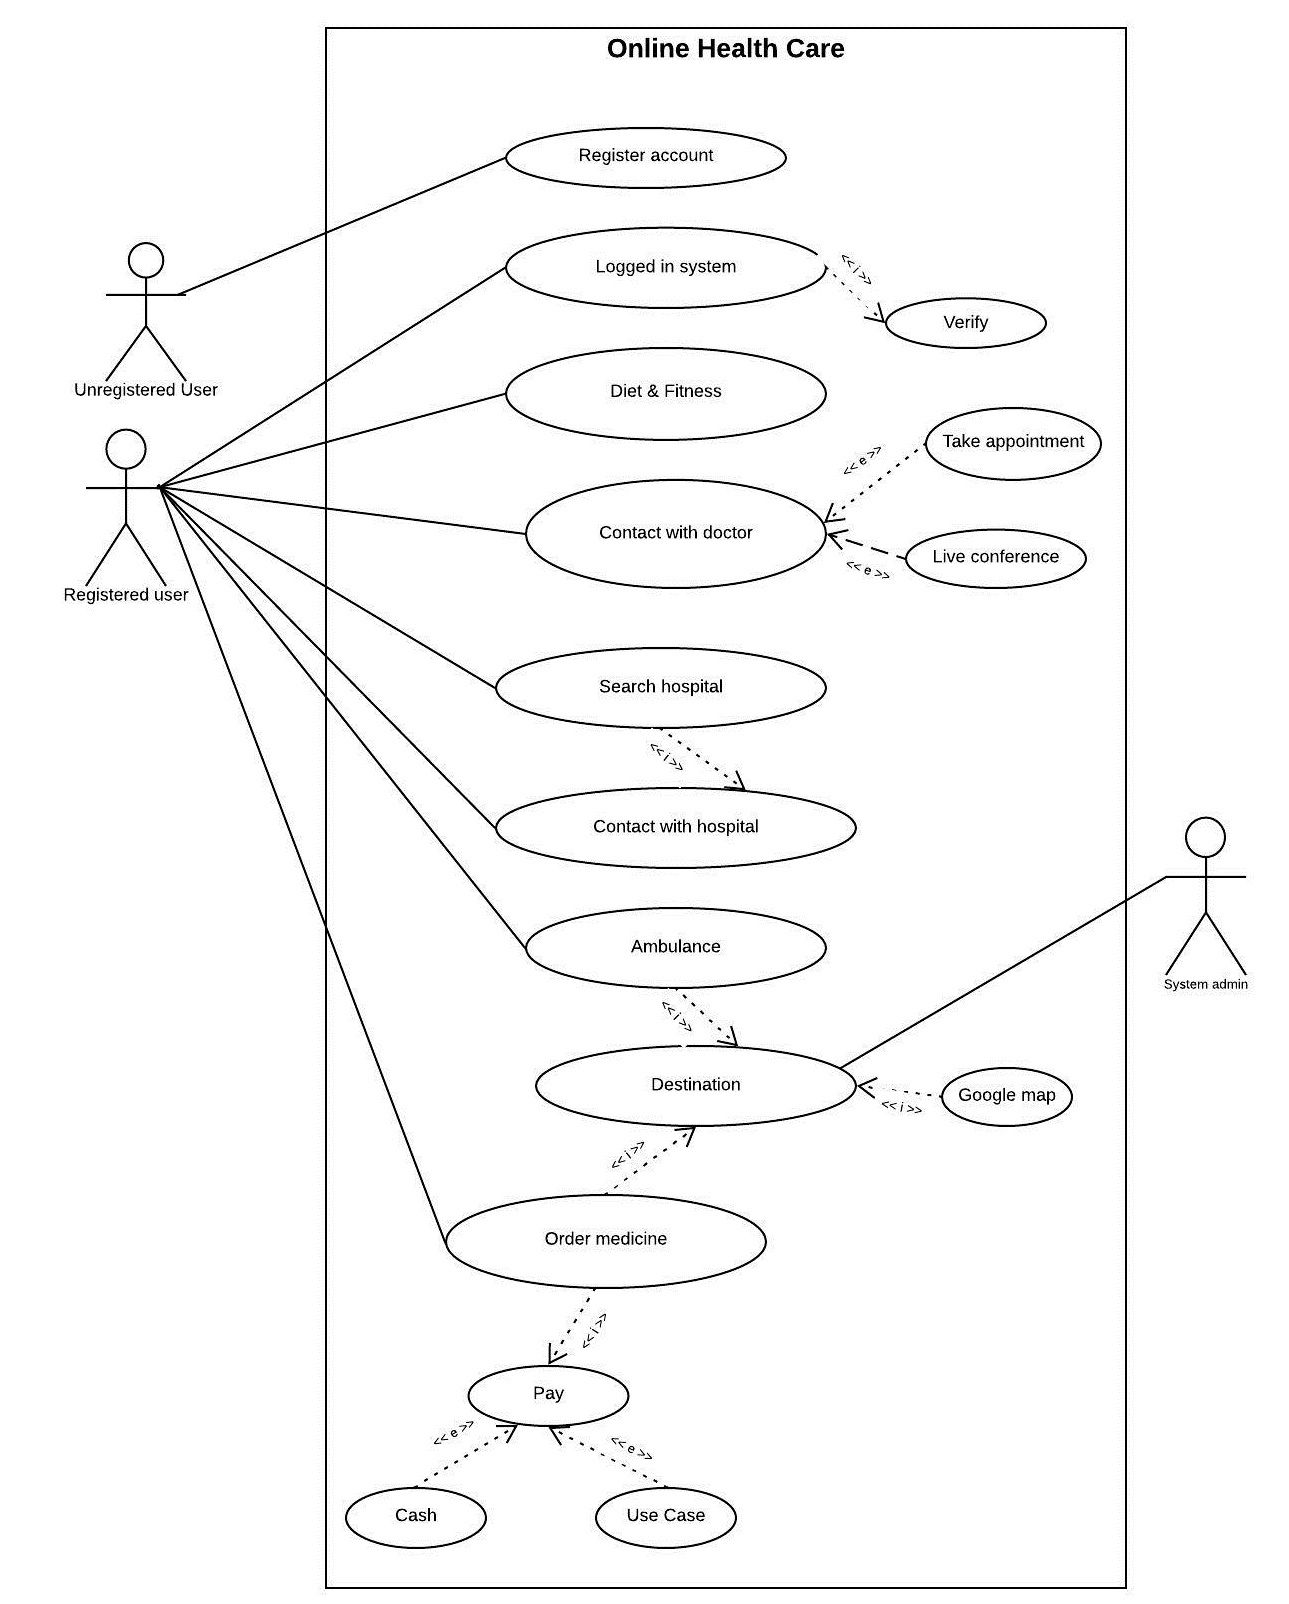 Online Health Care
Register account
Logged in system
<<i>>
Verify
Unregistered User
Diet & Fitness
Take appointment
<<e>>
Contact with doctor
Live conference
<<e>>
Registered user
Search hospital
<<i>>
Contact with hospital
Ambulance
System admin
<<i>>
Destination
Google map
<<i>>
<<i>>
Order medicine
<<i>>
Pay
<<e>>
<<e>>
Cash
Use Case